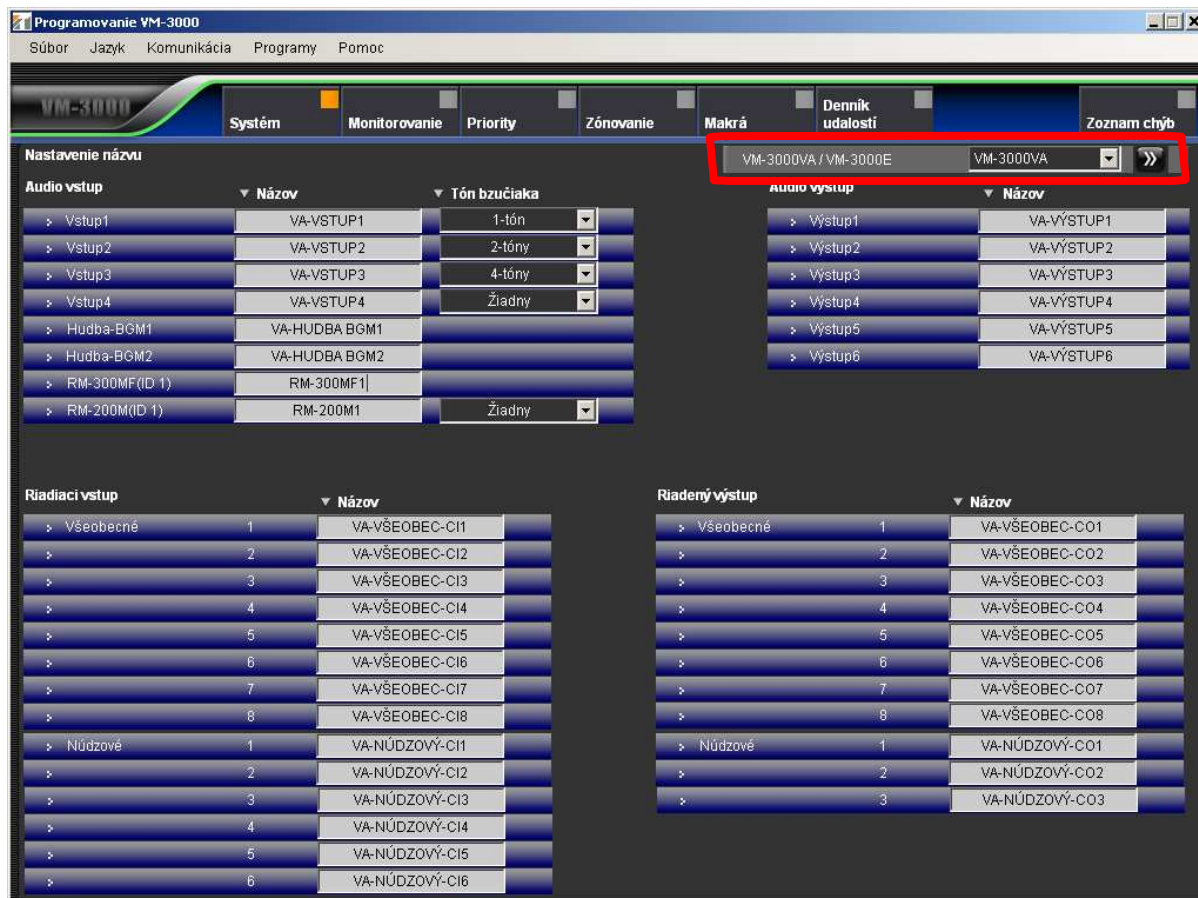 Programovanie VM-3000
Súbor Jazyk Komunikácia Programy Pomoc
VM-3000
Systém Monitorovanie Priority Zónovanie Makrá Denník udalostí Zoznam chýb
Nastavenie názvu
VM-3000VA / VM-3000E VM-3000VA
Audio vstup Názov Tón bzučiaka
Vstup1 VA-VSTUP1 1-tón
Vstup2 VA-VSTUP2 2-tóny
Vstup3 VA-VSTUP3 4-tóny
Vstup4 VA-VSTUP4 Žiadny
Hudba-BGM1 VA-HUDBA BGM1
Hudba-BGM2 VA-HUDBA BGM2
RM-300MF(ID 1) RM-300MF1
RM-200M(ID 1) RM-200M1 Žiadny
Audio výstup Názov
Výstup1 VA-VÝSTUP1
Výstup2 VA-VÝSTUP2
Výstup3 VA-VÝSTUP3
Výstup4 VA-VÝSTUP4
Výstup5 VA-VÝSTUP5
Výstup6 VA-VÝSTUP6
Riadiaci vstup Názov
Všeobecné 1 VA-VŠEOBEC-CI1
2 VA-VŠEOBEC-CI2
3 VA-VŠEOBEC-CI3
4 VA-VŠEOBEC-CI4
5 VA-VŠEOBEC-CI5
6 VA-VŠEOBEC-CI6
7 VA-VŠEOBEC-CI7
8 VA-VŠEOBEC-CI8
Núdzové 1 VA-NÚDZOVÝ-CI1
2 VA-NÚDZOVÝ-CI2
3 VA-NÚDZOVÝ-CI3
4 VA-NÚDZOVÝ-CI4
5 VA-NÚDZOVÝ-CI5
6 VA-NÚDZOVÝ-CI6
Riadený výstup Názov
Všeobecné 1 VA-VŠEOBEC-CO1
2 VA-VŠEOBEC-CO2
3 VA-VŠEOBEC-CO3
4 VA-VŠEOBEC-CO4
5 VA-VŠEOBEC-CO5
6 VA-VŠEOBEC-CO6
7 VA-VŠEOBEC-CO7
8 VA-VŠEOBEC-CO8
Núdzové 1 VA-NÚDZOVÝ-CO1
2 VA-NÚDZOVÝ-CO2
3 VA-NÚDZOVÝ-CO3